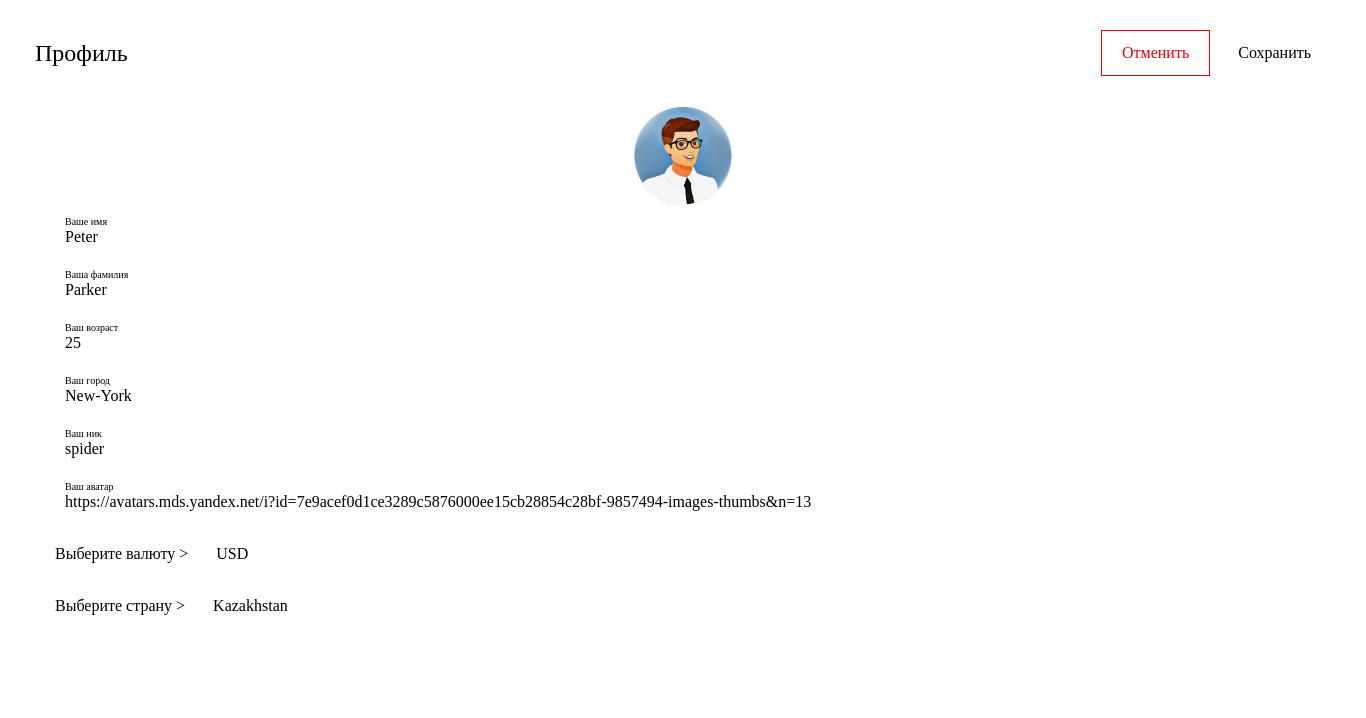 Профиль
Отменить
Сохранить
Ваше имя
Peter
Ваша фамилия
Parker
Ваш возраст
25
Ваш город
New-York
Ваш ник
spider
Ваш аватар
https://avatars.mds.yandex.net/i?id=7e9acef0d1ce3289c5876000ee15cb28854c28bf-9857494-images-thumbs&n=13
Выберите валюту > USD
Выберите страну > Kazakhstan